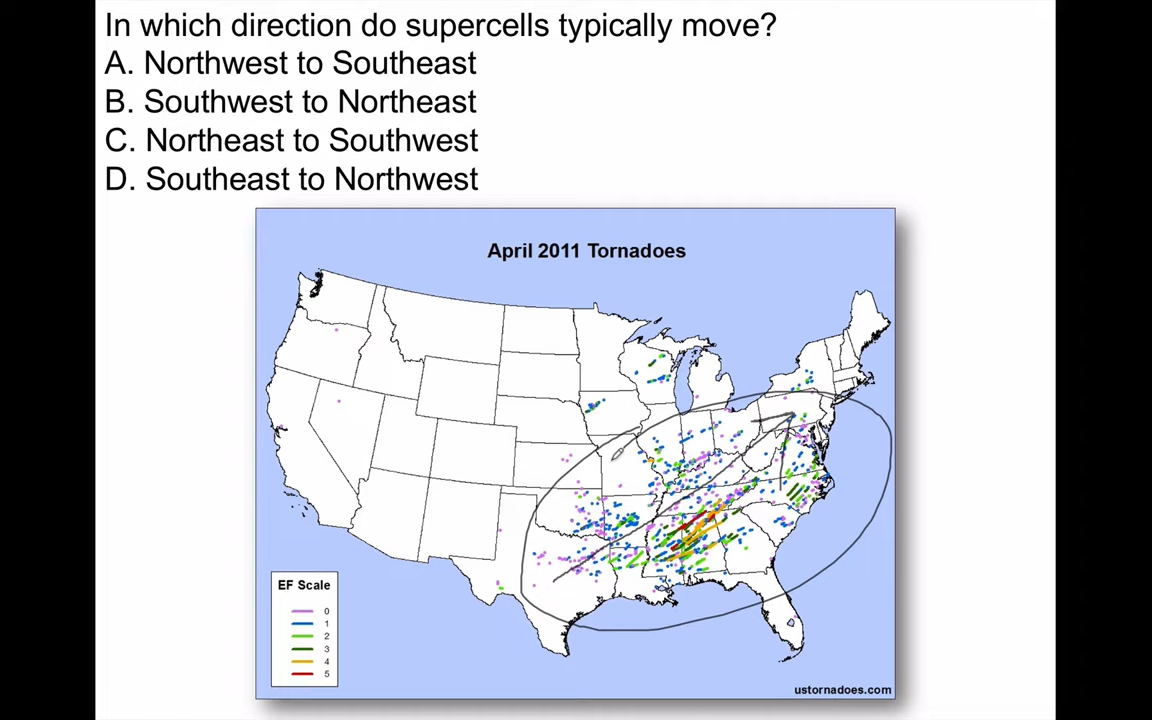 In which direction do supercells typically move?
A. Northwest to Southeast
B. Southwest to Northeast
C. Northeast to Southwest
D. Southeast to Northwest
April 2011 Tornadoes
EF Scale
0
1
2
3
4
5
ustornadoes.com